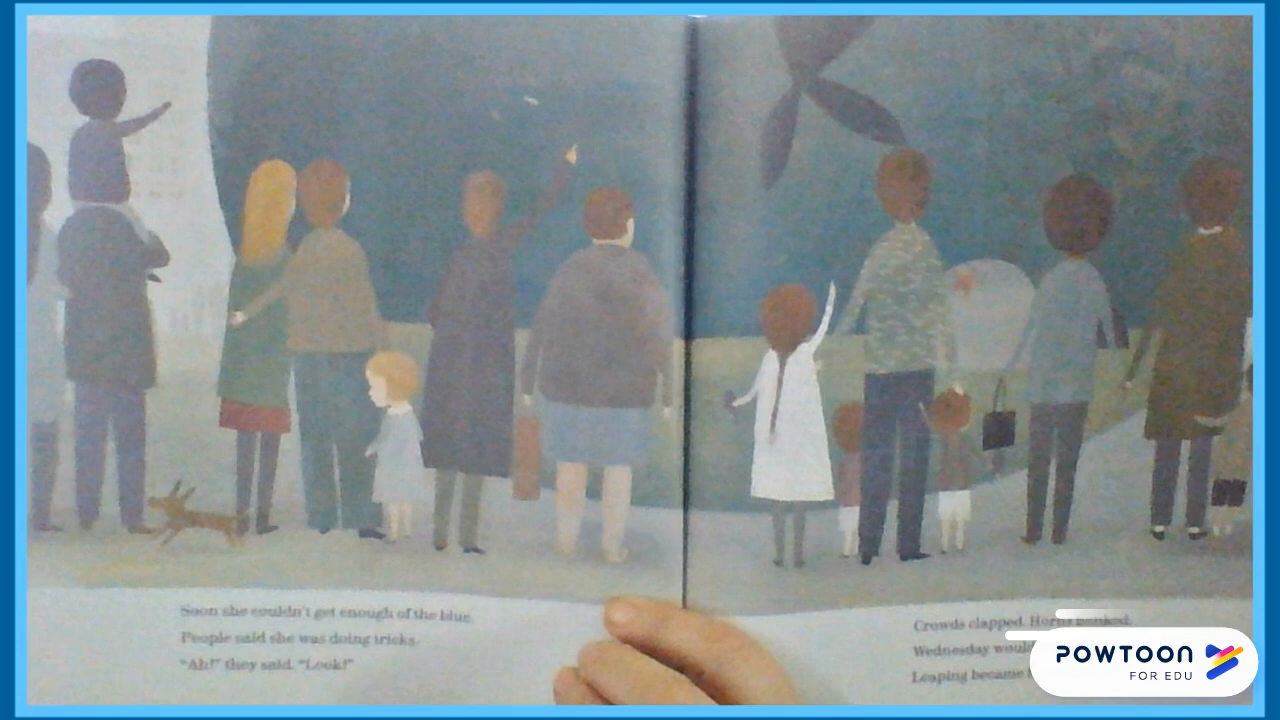 Soon she couldn't get enough of the blue.
People said she was doing tricks.
"Ah!" they said. "Look!"
Crowds clapped. Horns honked.
Wednesday would
Leaping became
POWTOON
FOR EDU